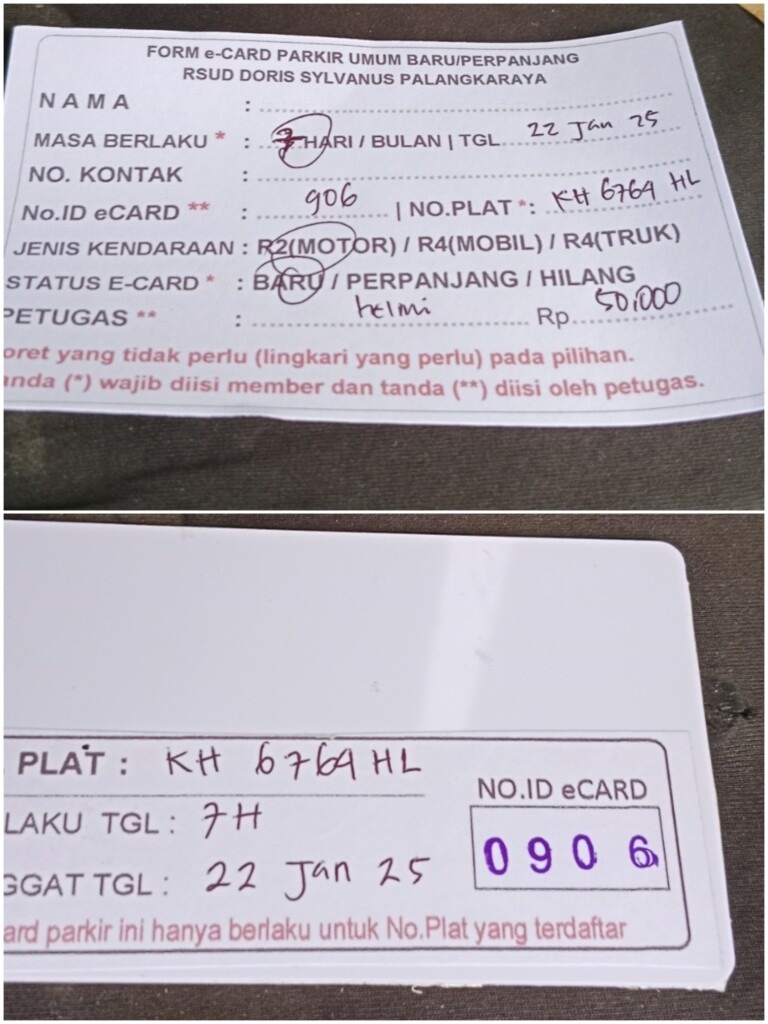 FORM e-CARD PARKIR UMUM BARU/PERPANJANG
RSUD DORIS SYLVANUS PALANGKARAYA
NAMA :
MASA BERLAKU * : 7 HARI / BULAN | TGL 22 Jan 25
NO. KONTAK :
No.ID eCARD ** : 906 | NO.PLAT *: KH 6769 HL
JENIS KENDARAAN : R2(MOTOR) / R4(MOBIL) / R4(TRUK)
STATUS E-CARD * : BARU / PERPANJANG / HILANG
PETUGAS ** : helmi Rp. 50.000
oret yang tidak perlu (lingkari yang perlu) pada pilihan.
anda (*) wajib diisi member dan tanda (**) diisi oleh petugas.
PLAT : KH 6769 HL
NO.ID eCARD
LAKU TGL : 7H
0906
GGAT TGL : 22 Jan 25
ard parkir ini hanya berlaku untuk No.Plat yang terdaftar